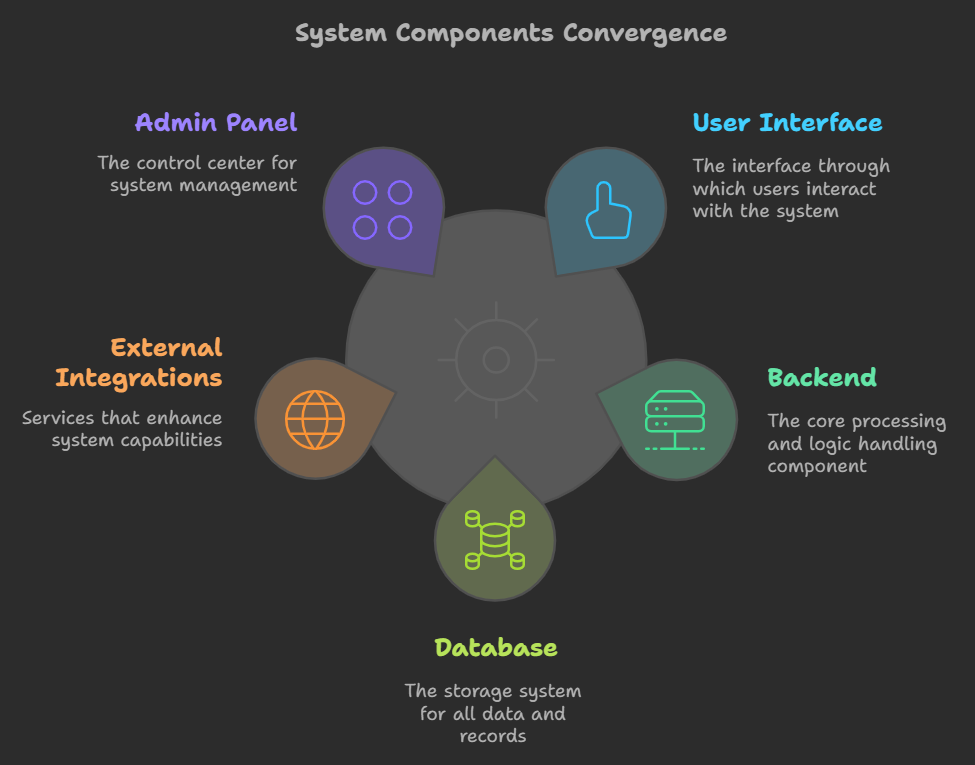 System Components Convergence
Admin Panel
The control center for
system management
User Interface
The interface through
which users interact
with the system
External
Integrations
Services that enhance
system capabilities
Backend
The core processing
and logic handling
component
Database
The storage system
for all data and
records